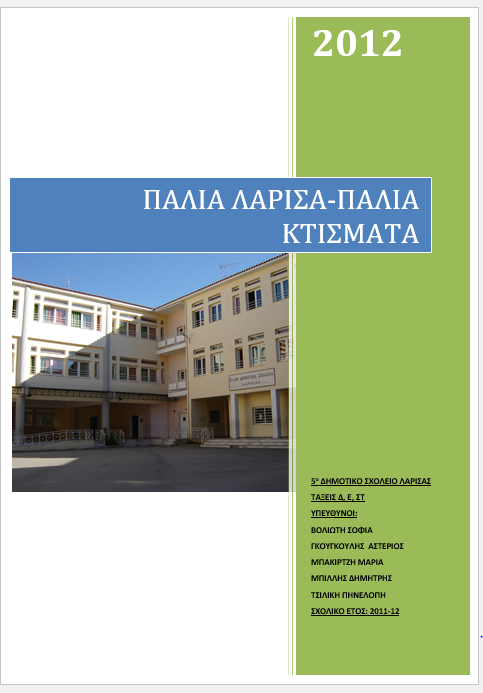 2012
ΠΑΛΙΑ ΛΑΡΙΣΑ-ΠΑΛΙΑ
ΚΤΙΣΜΑΤΑ
5ο ΔΗΜΟΤΙΚΟ ΣΧΟΛΕΙΟ ΛΑΡΙΣΑΣ
ΤΑΞΕΙΣ Δ, Ε, ΣΤ
ΥΠΕΥΘΥΝΟΙ:
ΒΟΛΙΩΤΗ ΣΟΦΙΑ
ΓΚΟΥΓΚΟΥΛΗΣ ΑΣΤΕΡΙΟΣ
ΜΠΑΚΙΡΤΖΗ ΜΑΡΙΑ
ΜΠΙΛΛΗΣ ΔΗΜΗΤΡΗΣ
ΤΣΙΛΙΚΗ ΠΗΝΕΛΟΠΗ
ΣΧΟΛΙΚΟ ΕΤΟΣ: 2011-12